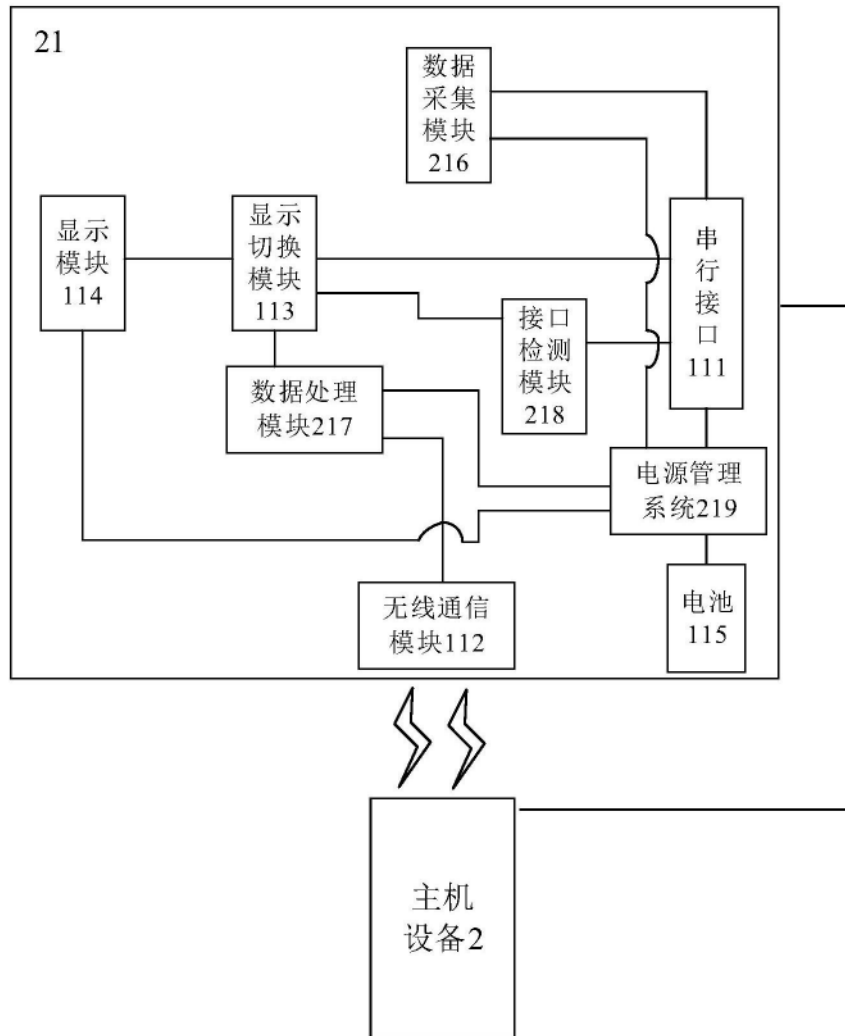 21
数据
采集
模块
216
显示
模块
114
显示
切换
模块
113
串
行
接
口
111
接口
检测
模块
218
数据处理
模块217
电源管理
系统219
无线通信
模块112
电池
115
主机
设备2